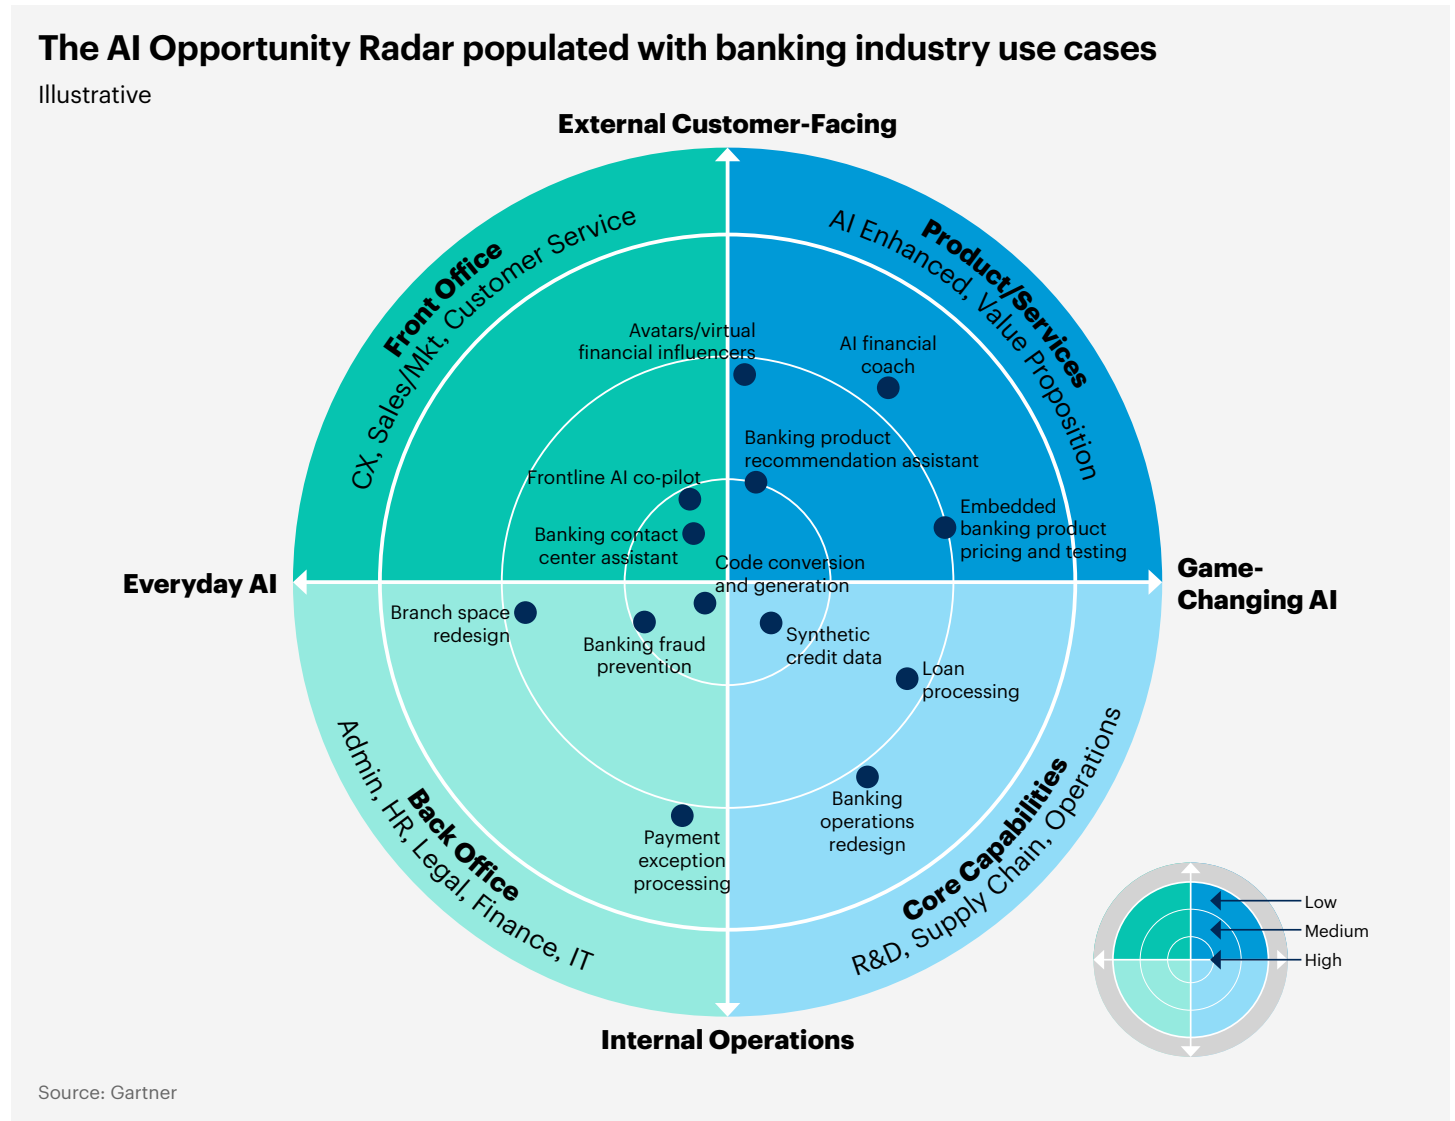 The AI Opportunity Radar populated with banking industry use cases
Illustrative
External Customer-Facing
Front Office
CX, Sales/Mkt, Customer Service
Product/Services
AI Enhanced, Value Proposition
Avatars/virtual
financial influencers
AI financial
coach
Banking product
recommendation assistant
Frontline AI co-pilot
Banking contact
center assistant
Embedded
banking product
pricing and testing
Code conversion
and generation
Everyday AI
Game-
Changing AI
Branch space
redesign
Banking fraud
prevention
Synthetic
credit data
Loan
processing
Banking
operations
redesign
Payment
exception
processing
Back Office
Admin, HR, Legal, Finance, IT
Core Capabilities
R&D, Supply Chain, Operations
Internal Operations
Low
Medium
High
Source: Gartner